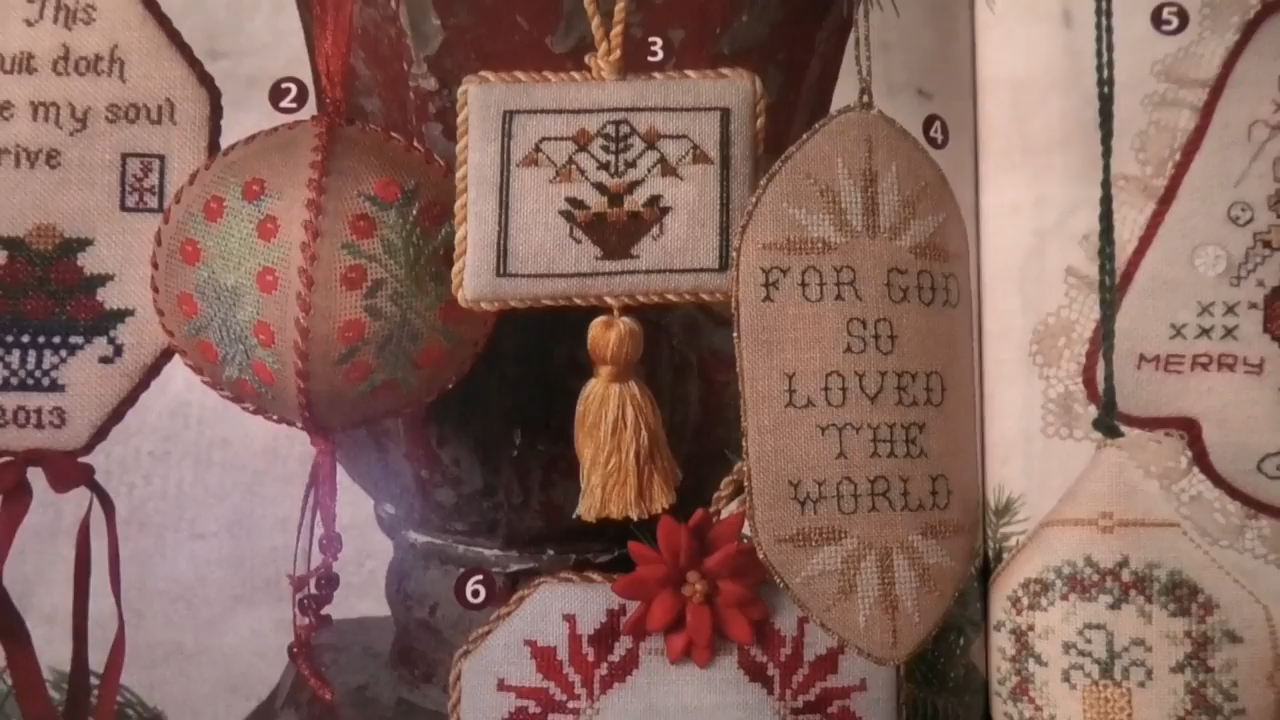 This
uit doth
e my soul
rive
2013
2
3
FOR GOD
SO
LOVED
THE
WORLD
4
5
MERRY
6